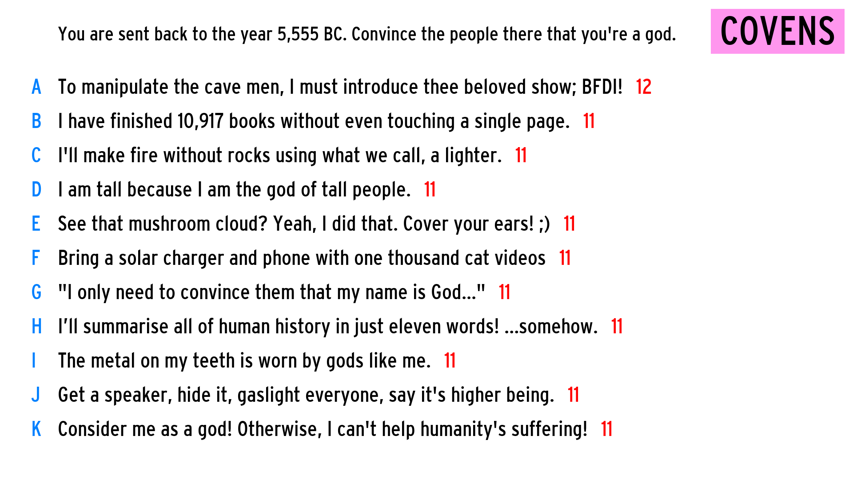 You are sent back to the year 5,555 BC. Convince the people there that you're a god.
COVENS
A To manipulate the cave men, I must introduce thee beloved show; BFDI! 12
B I have finished 10,917 books without even touching a single page. 11
C I'll make fire without rocks using what we call, a lighter. 11
D I am tall because I am the god of tall people. 11
E See that mushroom cloud? Yeah, I did that. Cover your ears! ;) 11
F Bring a solar charger and phone with one thousand cat videos 11
G "I only need to convince them that my name is God..." 11
H I’ll summarise all of human history in just eleven words! ...somehow. 11
I The metal on my teeth is worn by gods like me. 11
J Get a speaker, hide it, gaslight everyone, say it's higher being. 11
K Consider me as a god! Otherwise, I can't help humanity's suffering! 11